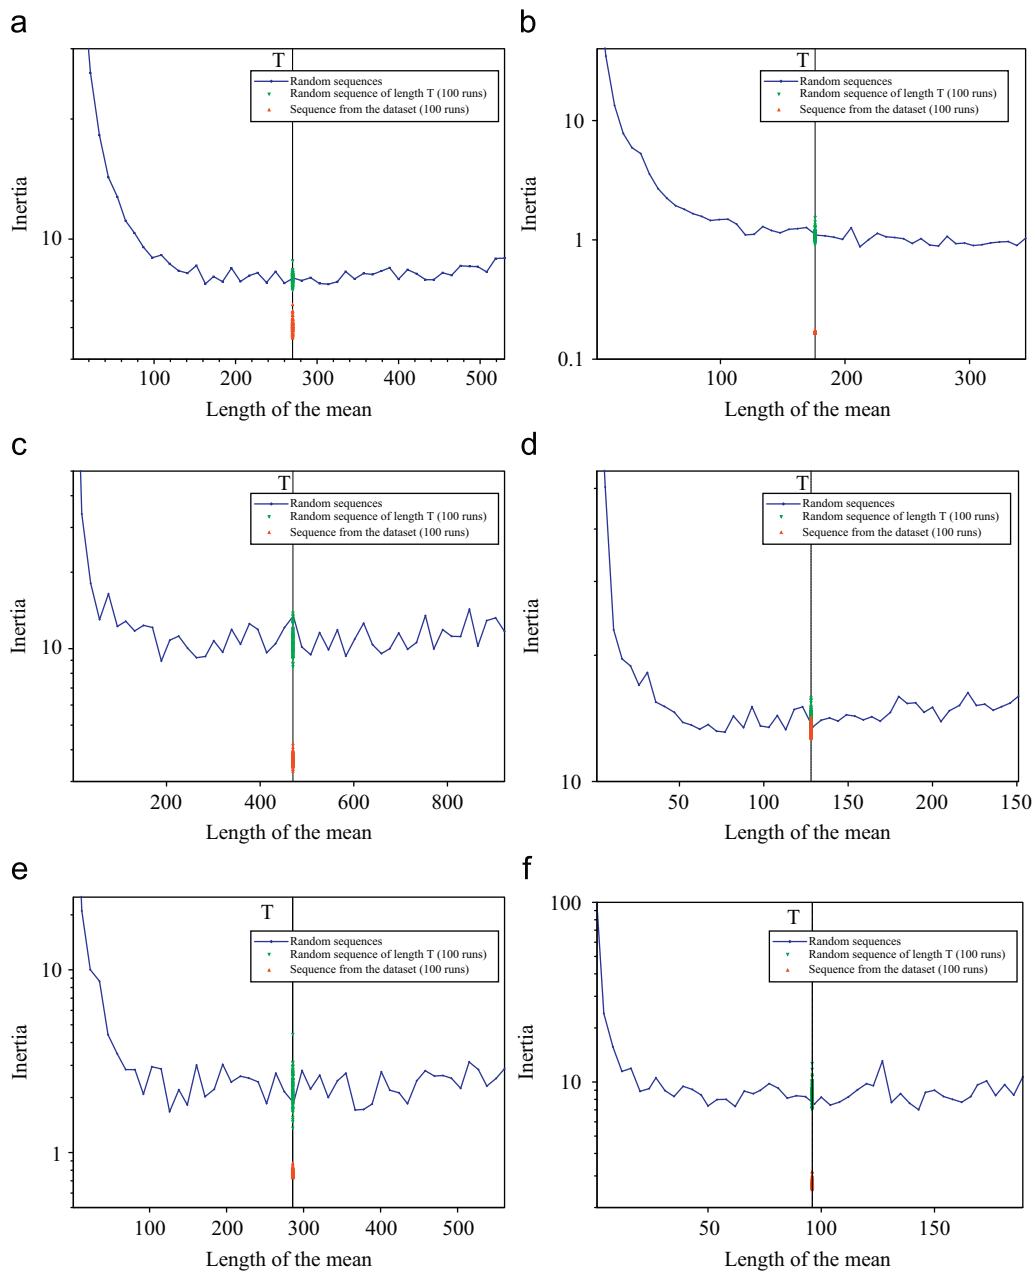 a
T
Random sequences
Random sequence of length T (100 runs)
Sequence from the dataset (100 runs)
Inertia
10
100 200 300 400 500
Length of the mean
b
T
Random sequences
Random sequence of length T (100 runs)
Sequence from the dataset (100 runs)
Inertia
10
1
0.1
100 200 300
Length of the mean
c
T
Random sequences
Random sequence of length T (100 runs)
Sequence from the dataset (100 runs)
Inertia
10
200 400 600 800
Length of the mean
d
T
Random sequences
Random sequence of length T (100 runs)
Sequence from the dataset (100 runs)
Inertia
10
50 100 150 200 150
Length of the mean
e
T
Random sequences
Random sequence of length T (100 runs)
Sequence from the dataset (100 runs)
Inertia
10
1
100 200 300 400 500
Length of the mean
f
T
Random sequences
Random sequence of length T (100 runs)
Sequence from the dataset (100 runs)
Inertia
100
10
50 100 150
Length of the mean